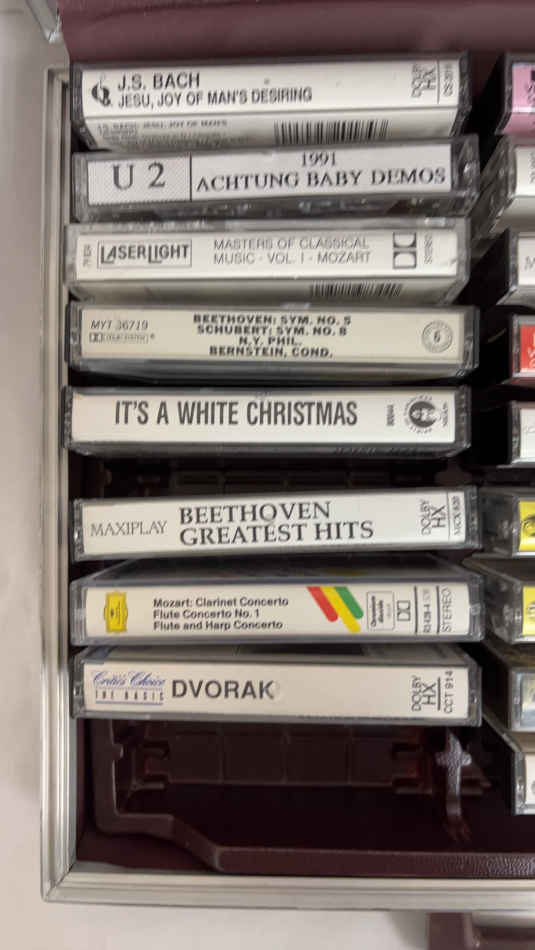 J.S. BACH
JESU, JOY OF MAN'S DESIRING
DOLBY
HX
U 2
1991
ACHTUNG BABY DEMOS
LASERLIGHT
MASTERS OF CLASSICAL
MUSIC - VOL. I - MOZART
STEREO
MYT 36719
BEETHOVEN: SYM. NO. 5
SCHUBERT: SYM. NO. 8
N.Y. PHIL.
BERNSTEIN, COND.
IT'S A WHITE CHRISTMAS
MAXIPLAY
BEETHOVEN
GREATEST HITS
DOLBY
HX
Mozart: Clarinet Concerto
Flute Concerto No. 1
Flute and Harp Concerto
STEREO
Critic's Choice
THE BASIC
DVORAK
DOLBY
HX
CCT 914